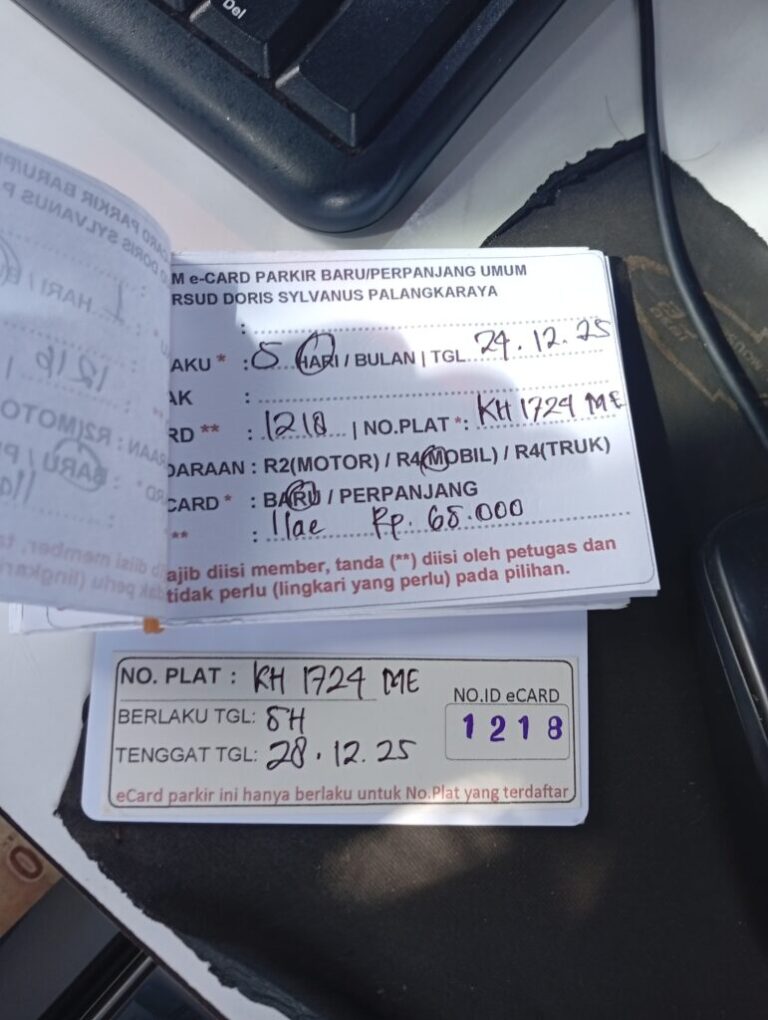 Del
M e-CARD PARKIR BARU/PERPANJANG UMUM
RSUD DORIS SYLVANUS PALANGKARAYA
: 
AKU * : 5 HARI / BULAN | TGL 24.12.25
AK :
RD ** : 1218 | NO.PLAT *: KH 1724 ME
DARAAN : R2(MOTOR) / R4(MOBIL) / R4(TRUK)
CARD * : BARU / PERPANJANG
** : Ilae Rp. 65.000
ajib diisi member, tanda (**) diisi oleh petugas dan
tidak perlu (lingkari yang perlu) pada pilihan.
NO. PLAT : KH 1724 ME
NO.ID eCARD
BERLAKU TGL: 5H
1218
TENGGAT TGL: 28.12.25
eCard parkir ini hanya berlaku untuk No.Plat yang terdaftar